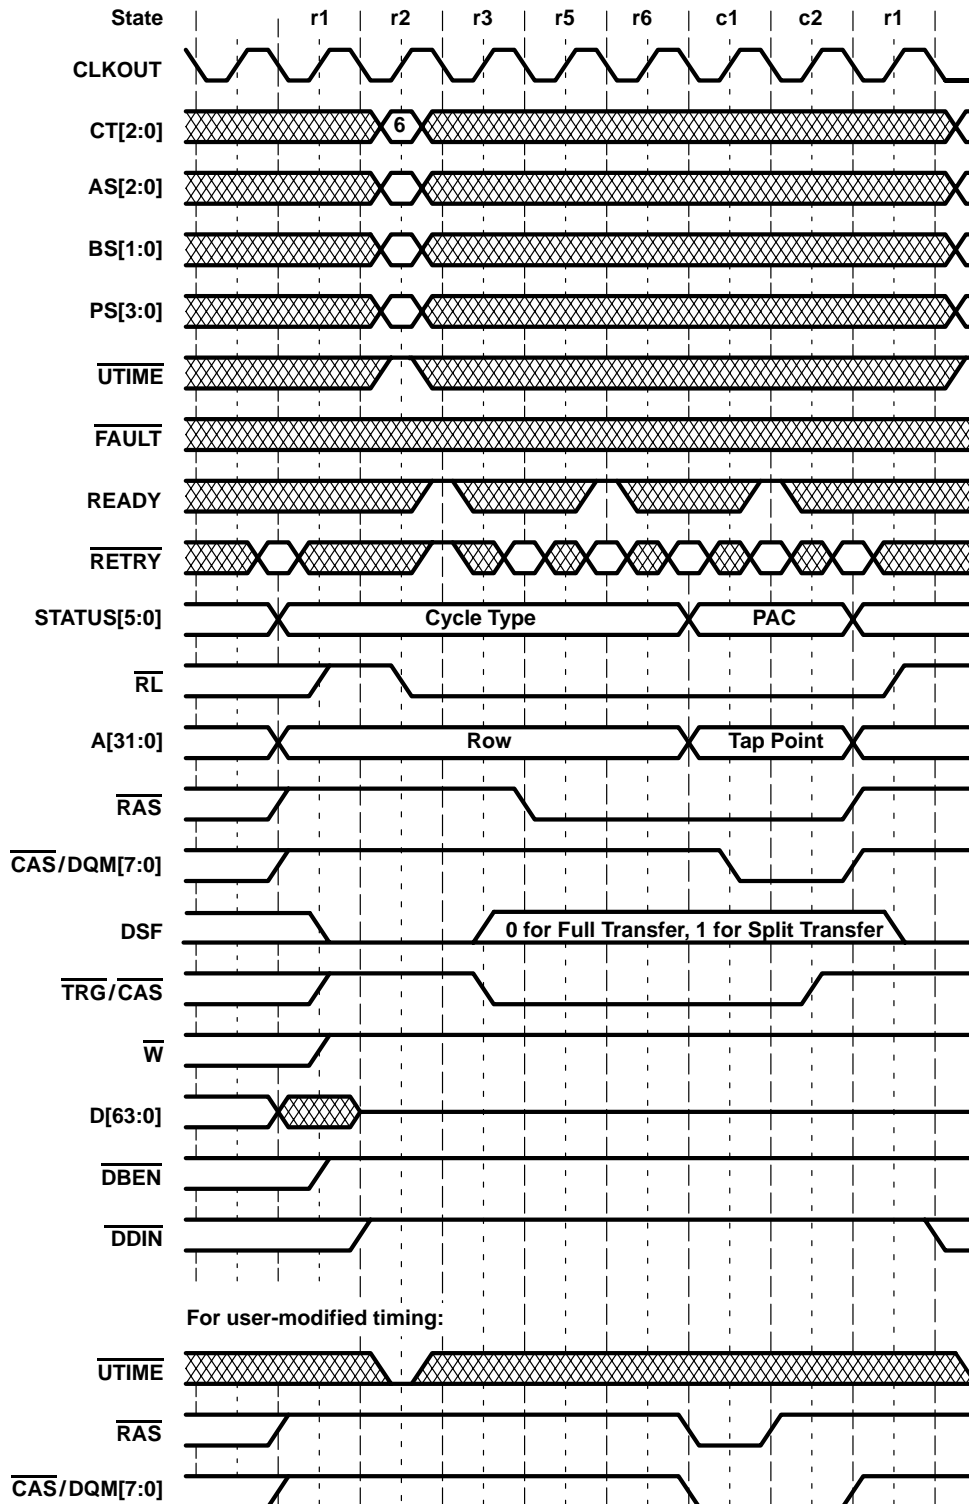 State r1 r2 r3 r5 r6 c1 c2 r1
CLKOUT
CT[2:0] 6
AS[2:0]
BS[1:0]
PS[3:0]
UTIME
FAULT
READY
RETRY
STATUS[5:0] Cycle Type PAC
RL
A[31:0] Row Tap Point
RAS
CAS/DQM[7:0]
DSF 0 for Full Transfer, 1 for Split Transfer
TRG/CAS
W
D[63:0]
DBEN
DDIN
For user-modified timing:
UTIME
RAS
CAS/DQM[7:0]